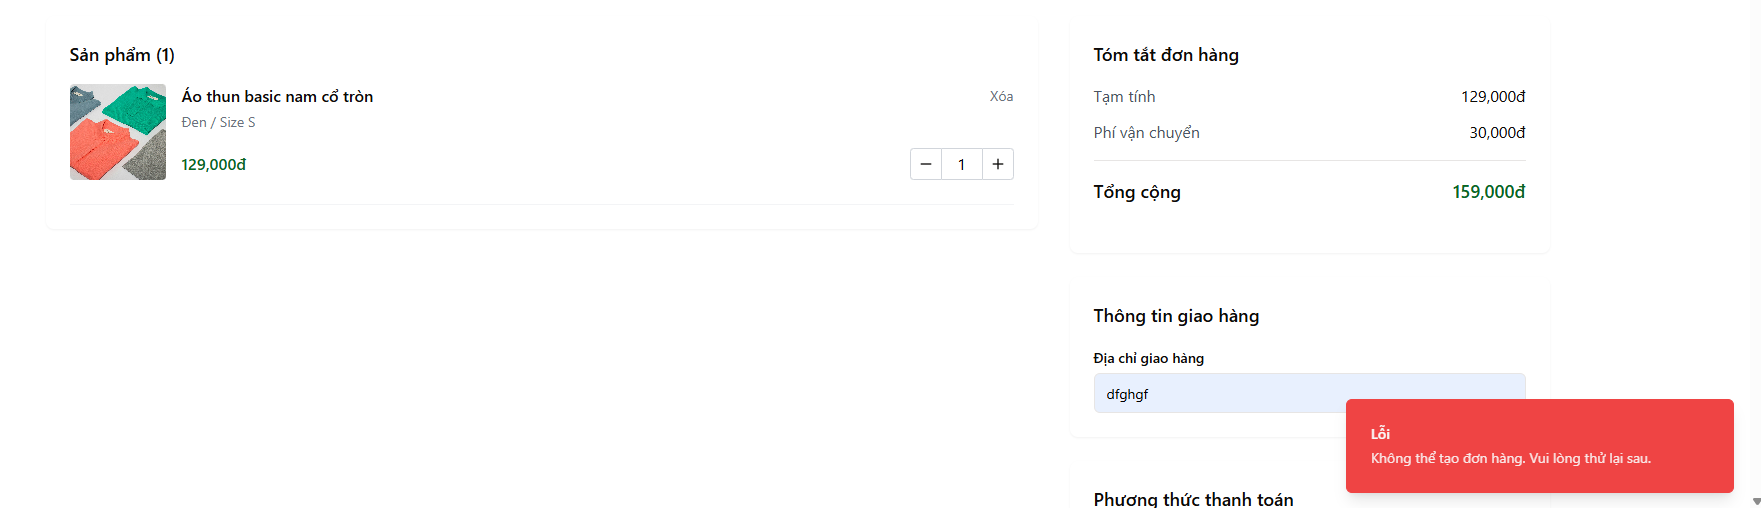 Sản phẩm (1)
Áo thun basic nam cổ tròn
Xóa
Đen / Size S
129,000đ
1
Tóm tắt đơn hàng
Tạm tính 129,000đ
Phí vận chuyển 30,000đ
Tổng cộng 159,000đ
Thông tin giao hàng
Địa chỉ giao hàng
dfghgf
Lỗi
Không thể tạo đơn hàng. Vui lòng thử lại sau.
Phương thức thanh toán